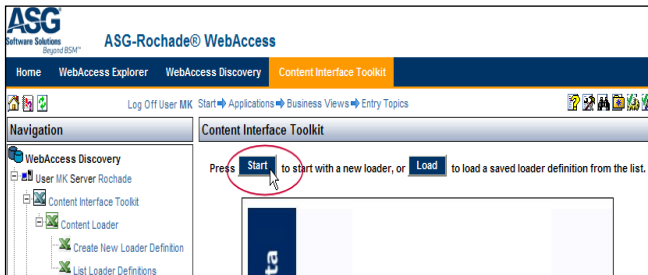 ASG
Software Solutions
Beyond BSM™
ASG-Rochade® WebAccess
Home WebAccess Explorer WebAccess Discovery Content Interface Toolkit
Log Off User MK Start Applications Business Views Entry Topics
Navigation
Content Interface Toolkit
WebAccess Discovery
User MK Server Rochade
Content Interface Toolkit
Content Loader
Create New Loader Definition
List Loader Definitions
Press Start to start with a new loader, or Load to load a saved loader definition from the list.
ta